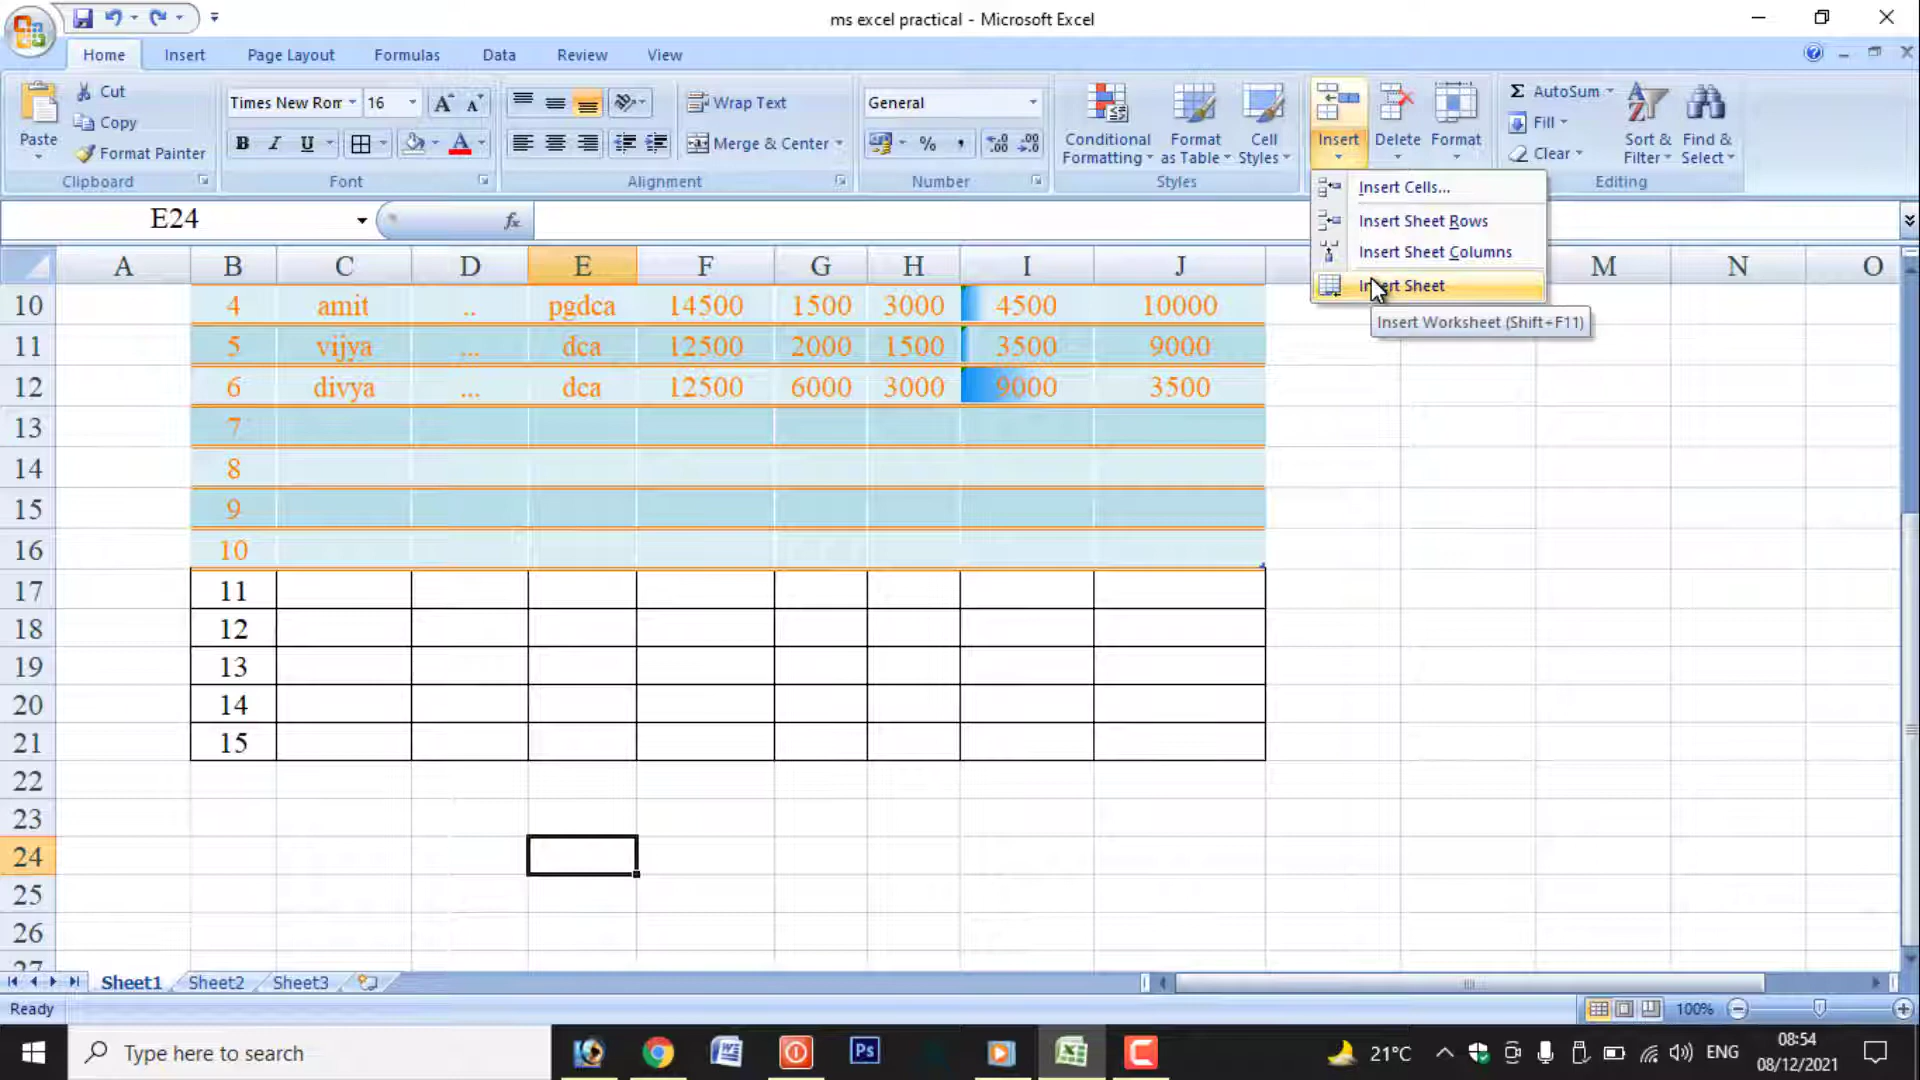 ms excel practical - Microsoft Excel
Home Insert Page Layout Formulas Data Review View
Paste
Cut
Copy
Format Painter
Clipboard
Times New Rom 16
B I U
Font
Wrap Text
Merge & Center
Alignment
General
%
Number
Conditional Formatting
Format as Table
Cell Styles
Styles
Insert
Delete
Format
Σ AutoSum
Fill
Clear
Sort & Filter
Find & Select
Editing
Insert Cells...
Insert Sheet Rows
Insert Sheet Columns
Insert Sheet
Insert Worksheet (Shift+F11)
E24 fx
A B C D E F G H I J M N O
10 4 amit .. pgdca 14500 1500 3000 4500 10000
11 5 vijya ... dca 12500 2000 1500 3500 9000
12 6 divya ... dca 12500 6000 3000 9000 3500
13 7
14 8
15 9
16 10
17 11
18 12
19 13
20 14
21 15
22
23
24
25
26
27
Sheet1 Sheet2 Sheet3
Ready 100%
Type here to search
Ps
21°C ENG
08:54
08/12/2021